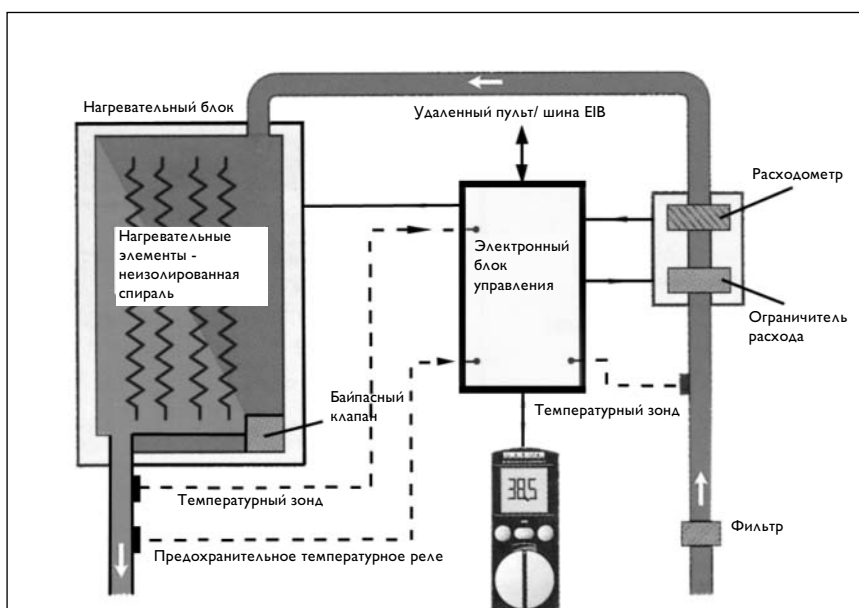 Нагревательный блок
Удаленный пульт/ шина EIB
Расходометр
Нагревательные
элементы -
неизолированная
спираль
Электронный
блок
управления
Ограничитель
расхода
Байпасный
клапан
Температурный зонд
Температурный зонд
38,5
Фильтр
Предохранительное температурное реле